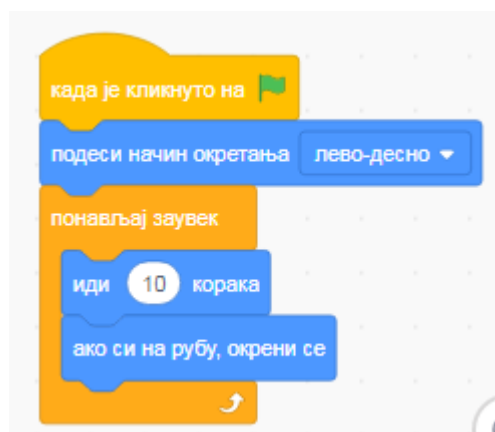 када је кликнуто на
подеси начин окретања лево-десно
понављај заувек
иди 10 корака
ако си на рубу, окрени се